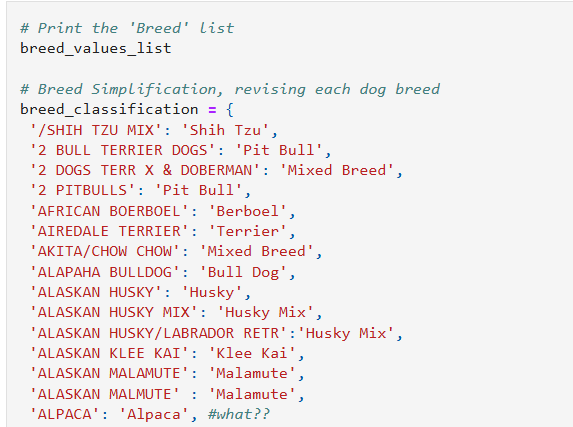 # Print the 'Breed' list
breed_values_list
# Breed Simplification, revising each dog breed
breed_classification = {
'/SHIH TZU MIX': 'Shih Tzu',
'2 BULL TERRIER DOGS': 'Pit Bull',
'2 DOGS TERR X & DOBERMAN': 'Mixed Breed',
'2 PITBULLS': 'Pit Bull',
'AFRICAN BOERBOEL': 'Berboel',
'AIREDALE TERRIER': 'Terrier',
'AKITA/CHOW CHOW': 'Mixed Breed',
'ALAPAHA BULLDOG': 'Bull Dog',
'ALASKAN HUSKY': 'Husky',
'ALASKAN HUSKY MIX': 'Husky Mix',
'ALASKAN HUSKY/LABRADOR RETR':'Husky Mix',
'ALASKAN KLEE KAI': 'Klee Kai',
'ALASKAN MALAMUTE': 'Malamute',
'ALASKAN MALMUTE' : 'Malamute',
'ALPACA': 'Alpaca', #what??